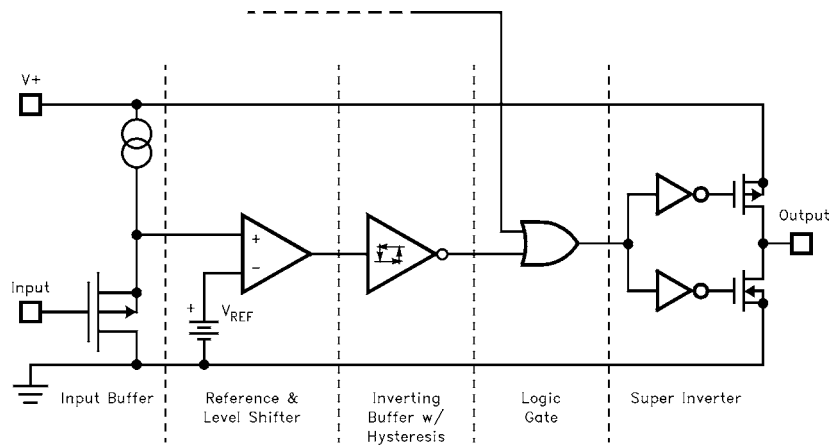 V+
Input
+
−
+
VREF
Output
Input Buffer
Reference &
Level Shifter
Inverting
Buffer w/
Hysteresis
Logic
Gate
Super Inverter